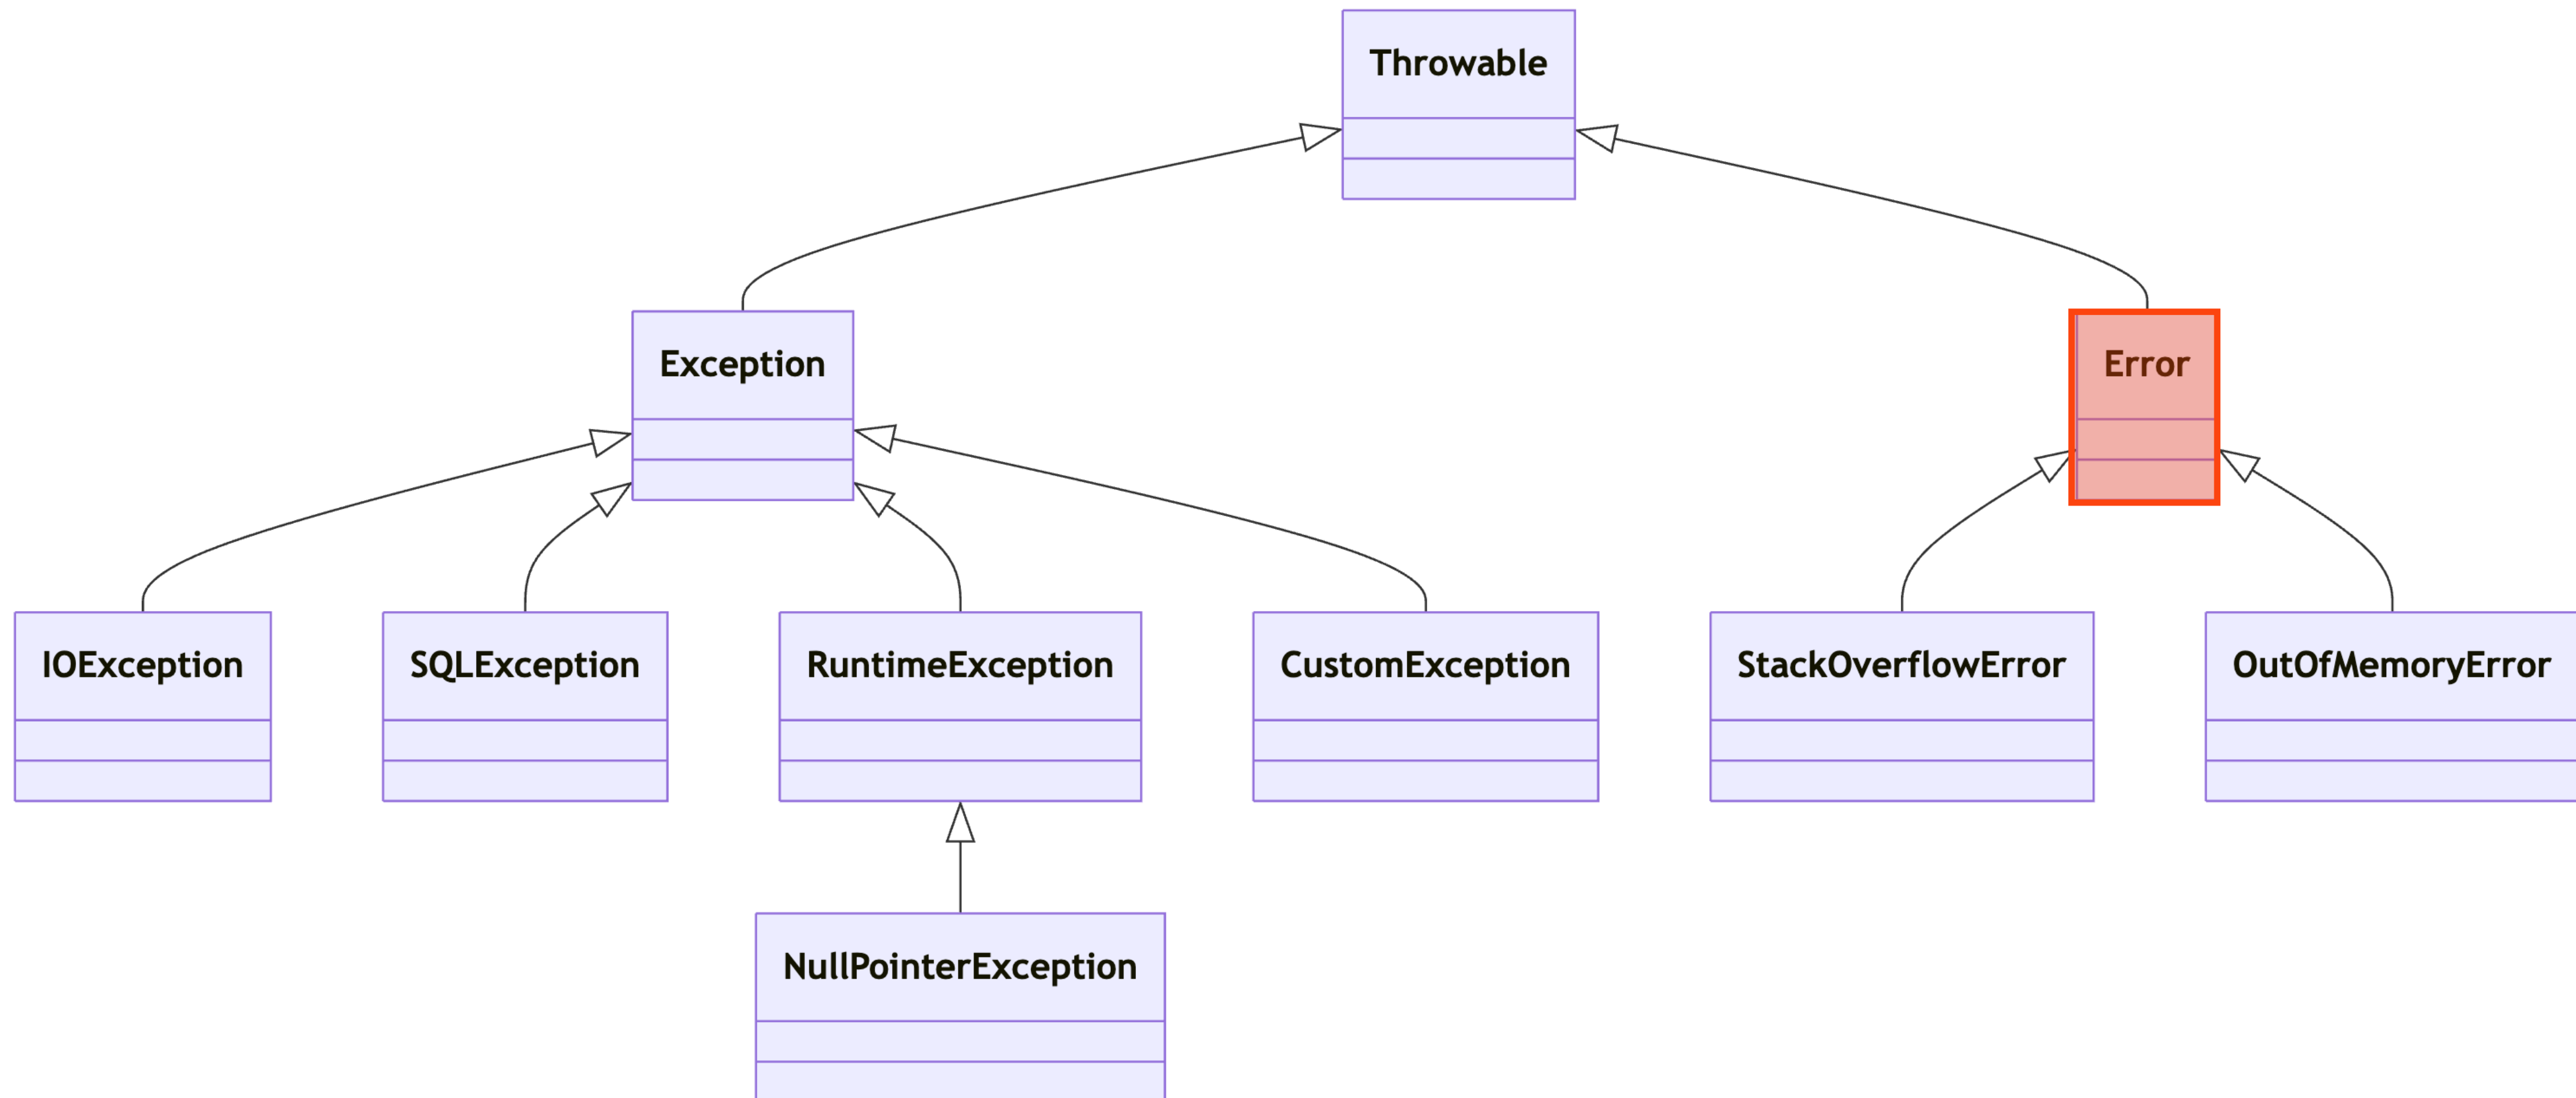 Throwable
Exception
Error
IOException
SQLException
RuntimeException
CustomException
StackOverflowError
OutOfMemoryError
NullPointerException